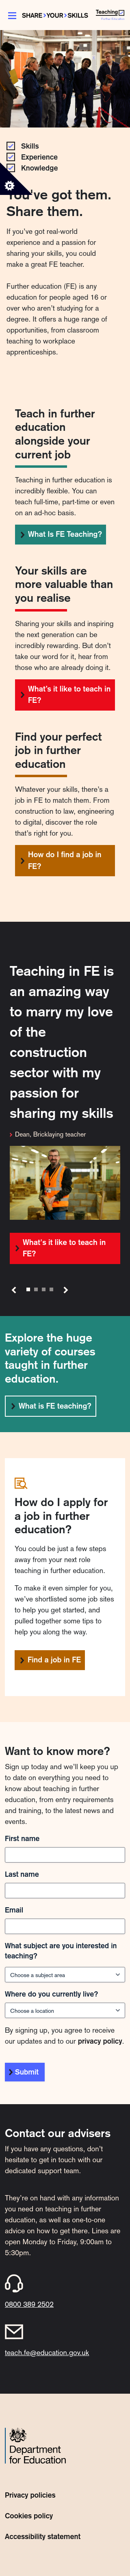 SHARE>YOUR>SKILLS
Teaching
Further Education
Skills
Experience
Knowledge
You've got them.
Share them.
If you've got real-world
experience and a passion for
sharing your skills, you could
make a great FE teacher.
Further education (FE) is any
education for people aged 16 or
over who aren't studying for a
degree. It offers a huge range of
opportunities, from classroom
teaching to workplace
apprenticeships.
Teach in further
education
alongside your
current job
Teaching in further education is
incredibly flexible. You can
teach full-time, part-time or even
on an ad-hoc basis.
What Is FE Teaching?
Your skills are
more valuable than
you realise
Sharing your skills and inspiring
the next generation can be
incredibly rewarding. But don't
take our word for it, hear from
those who are already doing it.
What's it like to teach in
FE?
Find your perfect
job in further
education
Whatever your skills, there's a
job in FE to match them. From
construction to law, engineering
to digital, discover the role
that's right for you.
How do I find a job in
FE?
Teaching in FE is
an amazing way
to marry my love
of the
construction
sector with my
passion for
sharing my skills
Dean, Bricklaying teacher
What's it like to teach in
FE?
Explore the huge
variety of courses
taught in further
education.
What is FE teaching?
How do I apply for
a job in further
education?
You could be just a few steps
away from your next role
teaching in further education.
To make it even simpler for you,
we've shortlisted some job sites
to help you get started, and
pulled together some tips to
help you along the way.
Find a job in FE
Want to know more?
Sign up today and we'll keep you up
to date on everything you need to
know about finding your ideal
teaching job in further education,
from entry requirements
and training, to the latest news and
events.
First name
Last name
Email
What subject are you interested in
teaching?
Choose a subject area
Where do you currently live?
Choose a location
By signing up, you agree to receive
our updates and to our privacy policy.
Submit
Contact our advisers
If you have any questions, don't
hesitate to get in touch with our
dedicated support team.
They're on hand with any information
you need on teaching in further
education, as well as one-to-one
advice on how to get there. Lines are
open Monday to Friday, 9:00am to
5:30pm.
0800 389 2502
teach.fe@education.gov.uk
Department
for Education
Privacy policies
Cookies policy
Accessibility statement